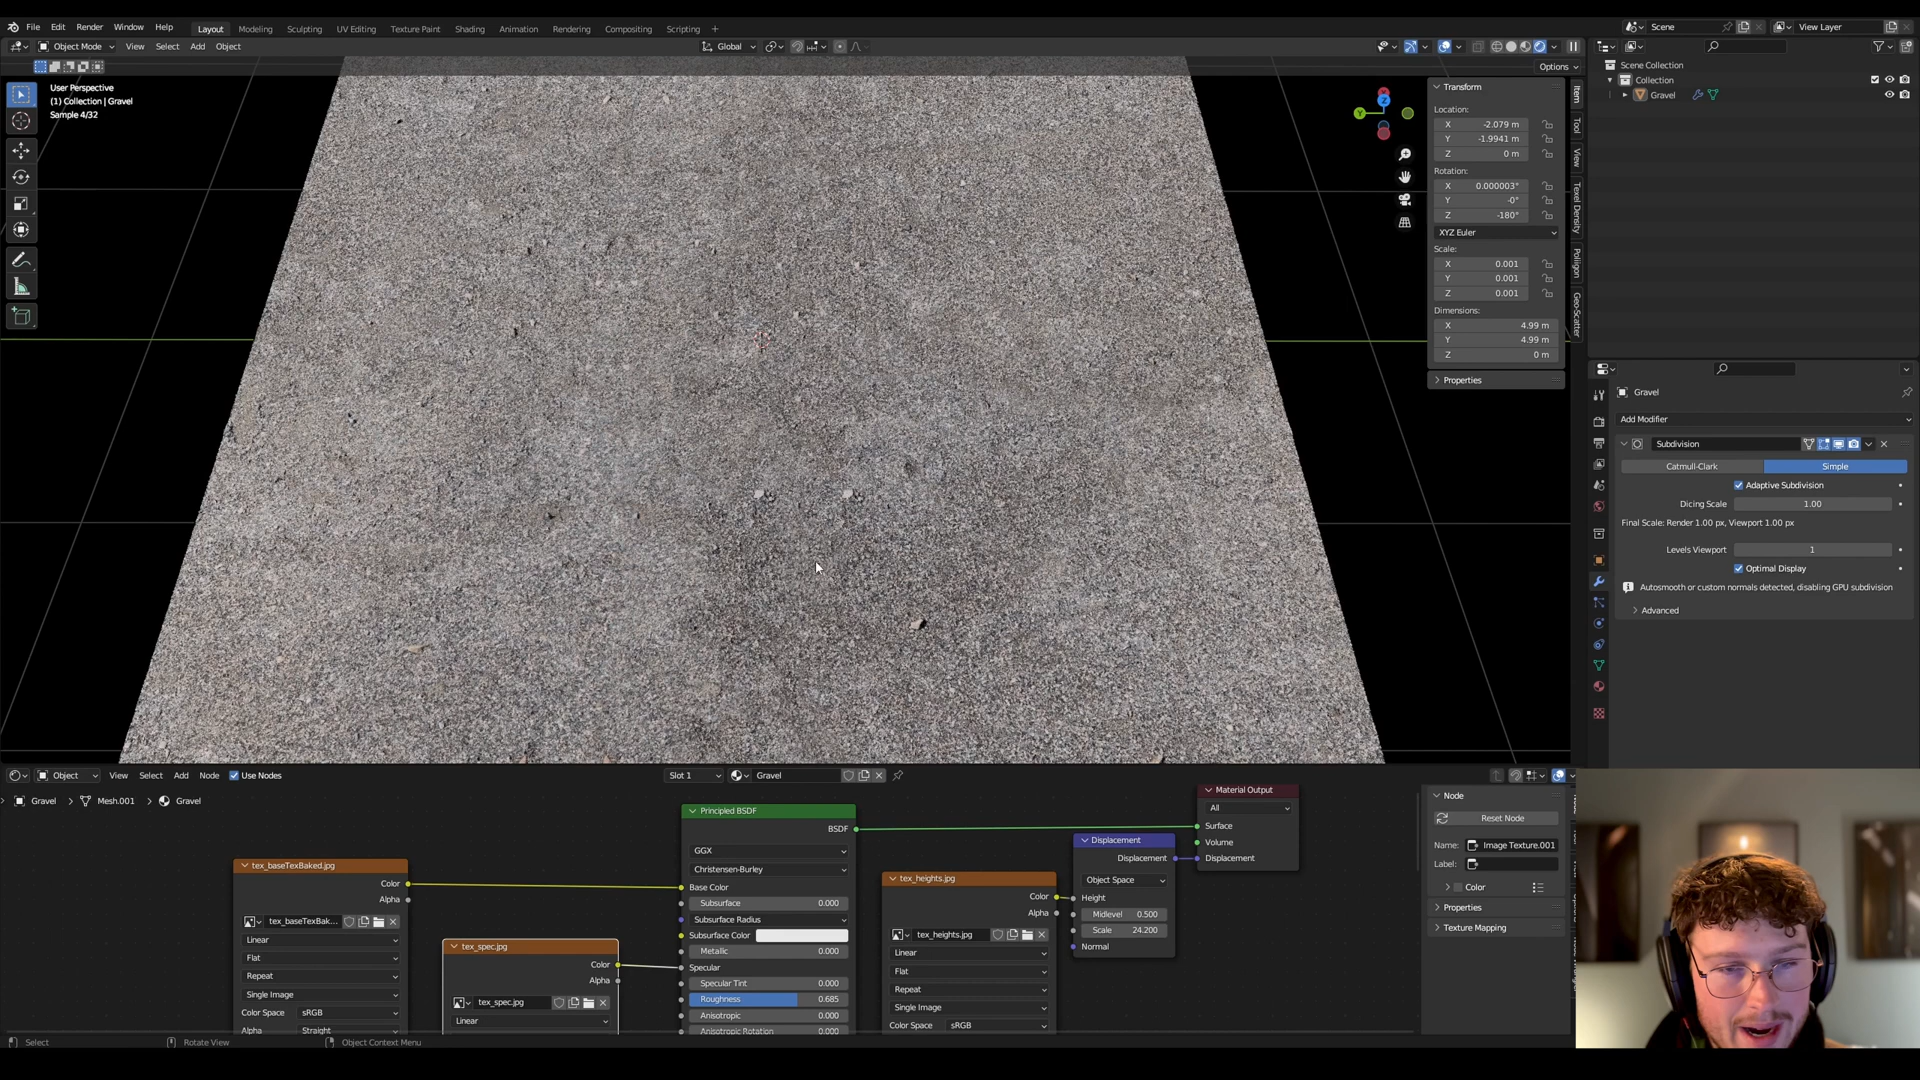 File Edit Render Window Help Layout Modeling Sculpting UV Editing Texture Paint Shading Animation Rendering Compositing Scripting + Scene View Layer
Object Mode View Select Add Object Global
Options
User Perspective
(1) Collection | Gravel
Sample 4/32
Transform
Location:
X -2.079 m
Y -1.9941 m
Z 0 m
Rotation:
X 0.000003°
Y -0°
Z -180°
XYZ Euler
Scale:
X 0.001
Y 0.001
Z 0.001
Dimensions:
X 4.99 m
Y 4.99 m
Z 0 m
Properties
Item
Tool
View
Texel Density
Poliigon
Geo-Scatter
Z
Y
Scene Collection
Collection
Gravel
Gravel
Add Modifier
Subdivision
Catmull-Clark Simple
Adaptive Subdivision
Dicing Scale 1.00
Final Scale: Render 1.00 px, Viewport 1.00 px
Levels Viewport 1
Optimal Display
Autosmooth or custom normals detected, disabling GPU subdivision
Advanced
Object View Select Add Node Use Nodes Slot 1 Gravel
Gravel Mesh.001 Gravel
tex_baseTexBaked.jpg
Color
Alpha
tex_baseTexBak...
Linear
Flat
Repeat
Single Image
Color Space sRGB
Alpha Straight
tex_spec.jpg
Color
Alpha
tex_spec.jpg
Linear
Principled BSDF
BSDF
GGX
Christensen-Burley
Base Color
Subsurface 0.000
Subsurface Radius
Subsurface Color
Metallic 0.000
Specular
Specular Tint 0.000
Roughness 0.685
Anisotropic 0.000
Anisotropic Rotation 0.000
tex_heights.jpg
Color
Alpha
tex_heights.jpg
Linear
Flat
Repeat
Single Image
Color Space sRGB
Displacement
Displacement
Object Space
Height
Midlevel 0.500
Scale 24.200
Normal
Material Output
All
Surface
Volume
Displacement
Node
Reset Node
Name: Image Texture.001
Label:
Color
Properties
Texture Mapping
Select Rotate View Object Context Menu